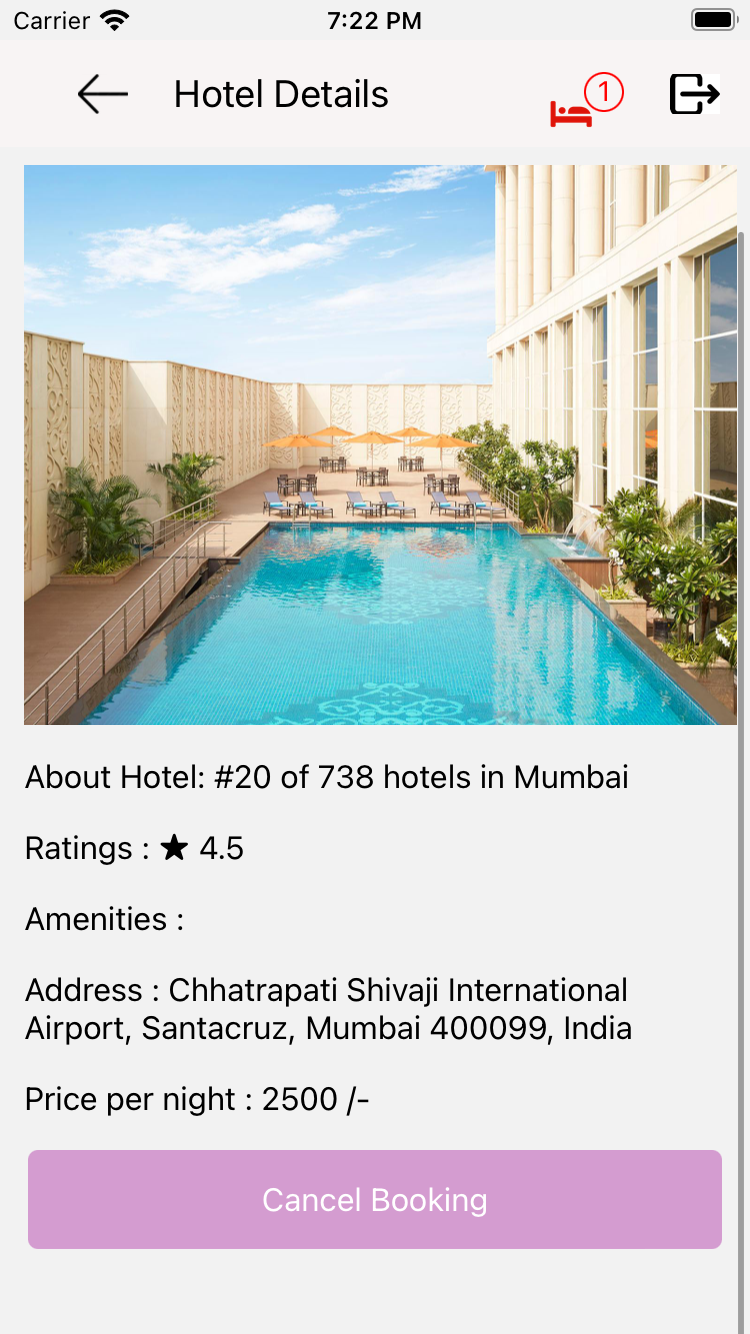 Carrier 7:22 PM
Hotel Details 1
About Hotel: #20 of 738 hotels in Mumbai
Ratings : ★ 4.5
Amenities :
Address : Chhatrapati Shivaji International
Airport, Santacruz, Mumbai 400099, India
Price per night : 2500 /-
Cancel Booking